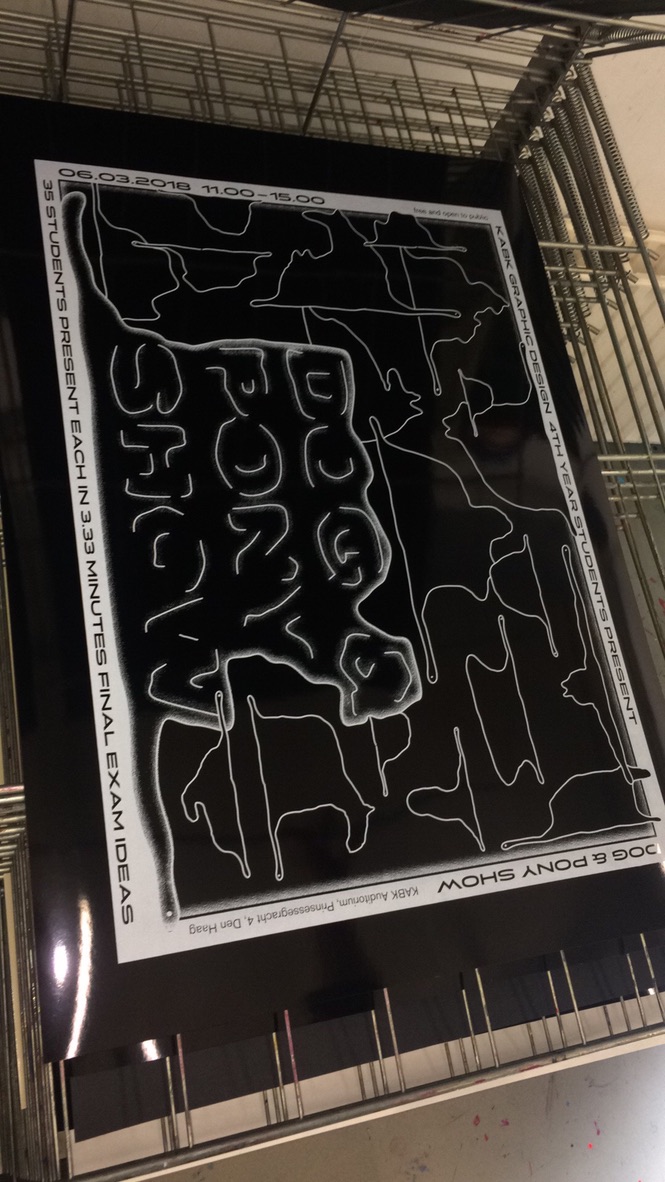 06.03.2018 11.00-15.00
free and open to public
KABK GRAPHIC DESIGN 4TH YEAR STUDENTS PRESENT
DOG & PONY SHOW
KABK Auditorium, Prinsessegracht 4, Den Haag
35 STUDENTS PRESENT EACH IN 3.33 MINUTES FINAL EXAM IDEAS
DOG &
PONY
SHOW